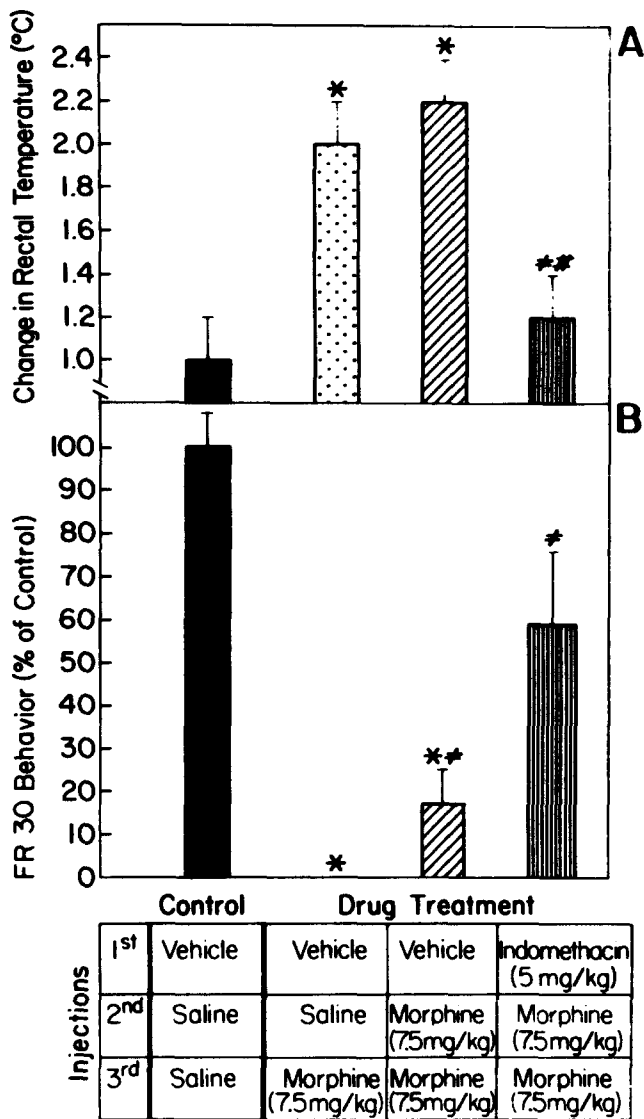 A
Change in Rectal Temperature (°C)
2.4
2.2
2.0
1.8
1.6
1.4
1.2
1.0
*
*
≠*
B
FR 30 Behavior (% of Control)
100
90
80
70
60
50
40
30
20
10
0
*
*≠
≠
Control Drug Treatment
Injections
1st Vehicle Vehicle Vehicle Indomethacin
(5 mg/kg)
2nd Saline Saline Morphine Morphine
(7.5mg/kg) (7.5mg/kg)
3rd Saline Morphine Morphine Morphine
(7.5mg/kg) (7.5mg/kg) (7.5mg/kg)